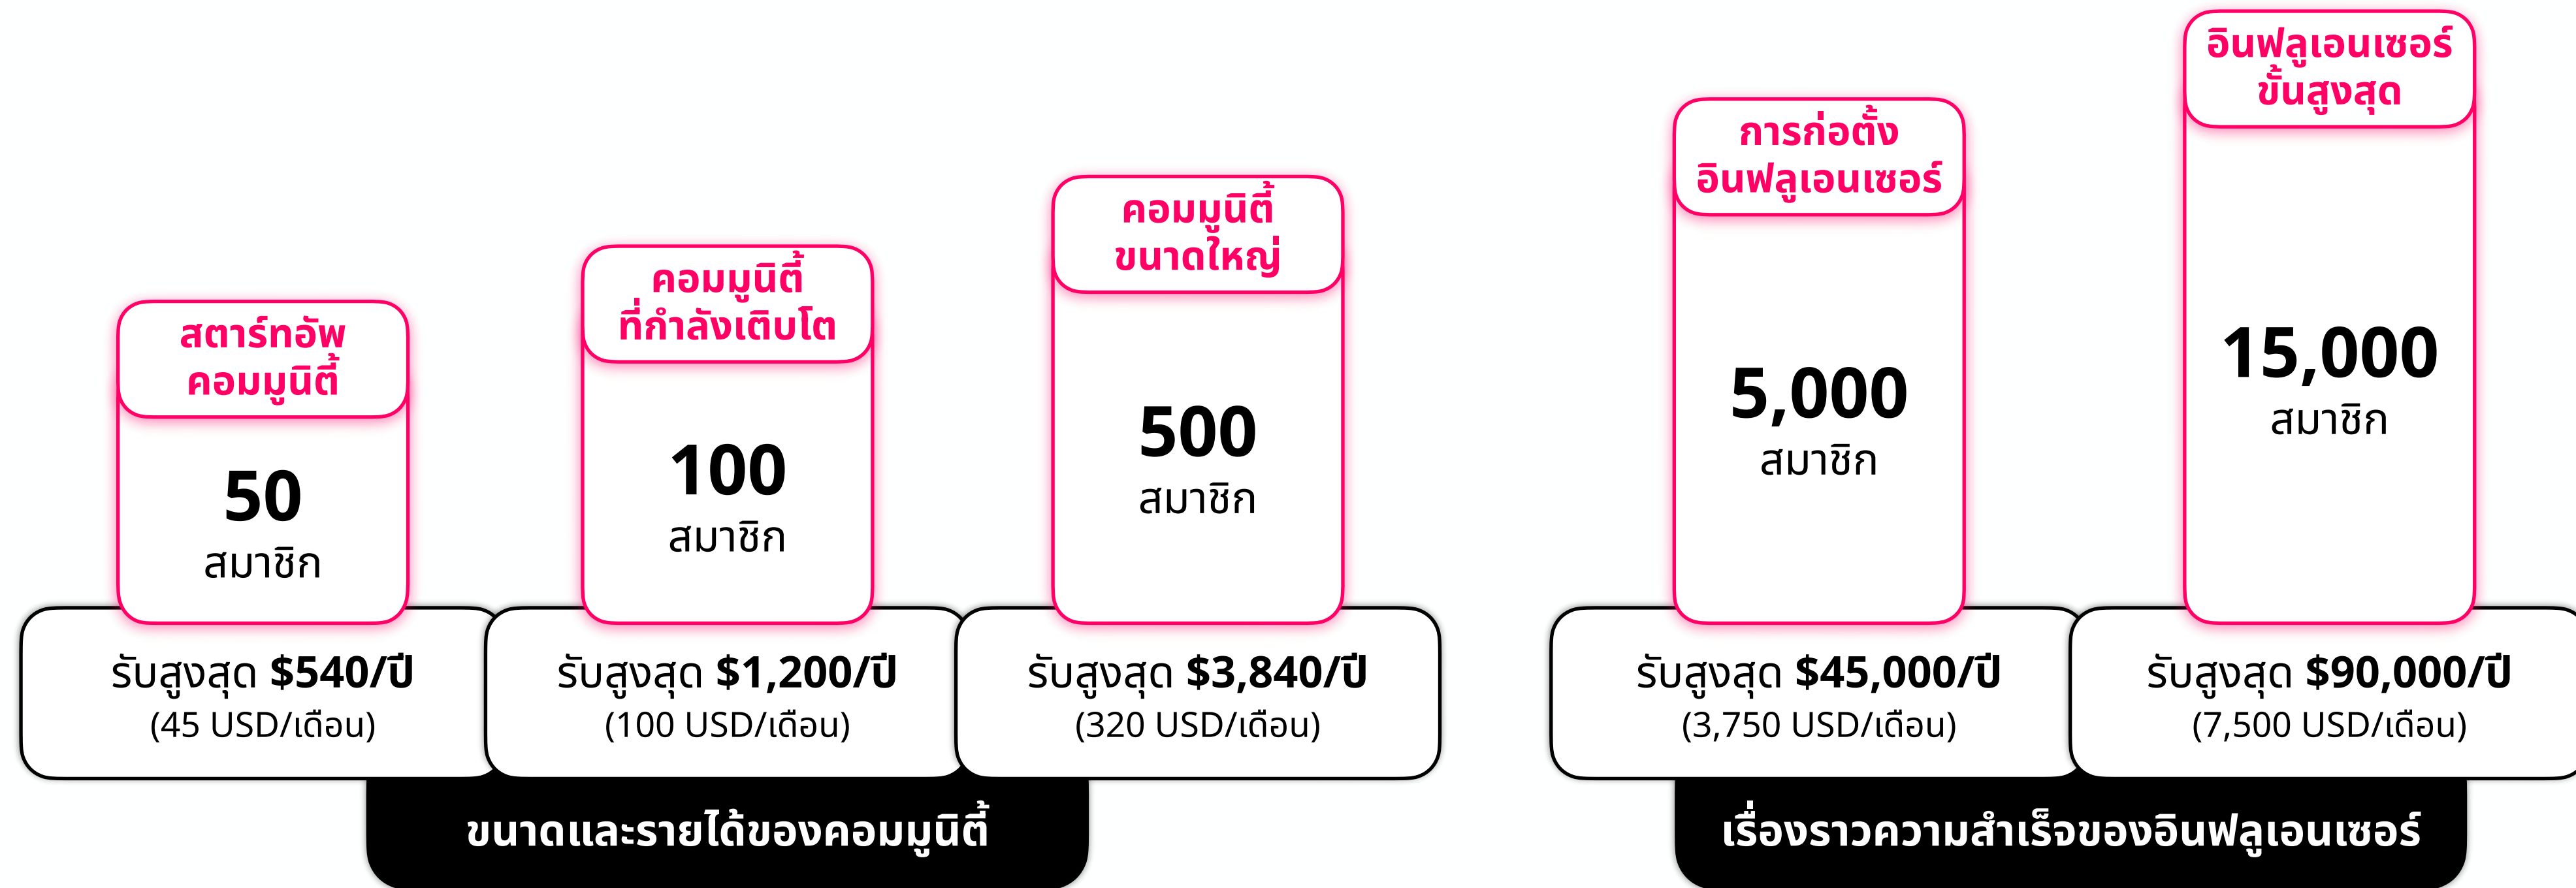 สตาร์ทอัพ
คอมมูนิตี้
50
สมาชิก
รับสูงสุด $540/ปี
(45 USD/เดือน)
คอมมูนิตี้
ที่กำลังเติบโต
100
สมาชิก
รับสูงสุด $1,200/ปี
(100 USD/เดือน)
คอมมูนิตี้
ขนาดใหญ่
500
สมาชิก
รับสูงสุด $3,840/ปี
(320 USD/เดือน)
ขนาดและรายได้ของคอมมูนิตี้
การก่อตั้ง
อินฟลูเอนเซอร์
5,000
สมาชิก
รับสูงสุด $45,000/ปี
(3,750 USD/เดือน)
อินฟลูเอนเซอร์
ขั้นสูงสุด
15,000
สมาชิก
รับสูงสุด $90,000/ปี
(7,500 USD/เดือน)
เรื่องราวความสำเร็จของอินฟลูเอนเซอร์